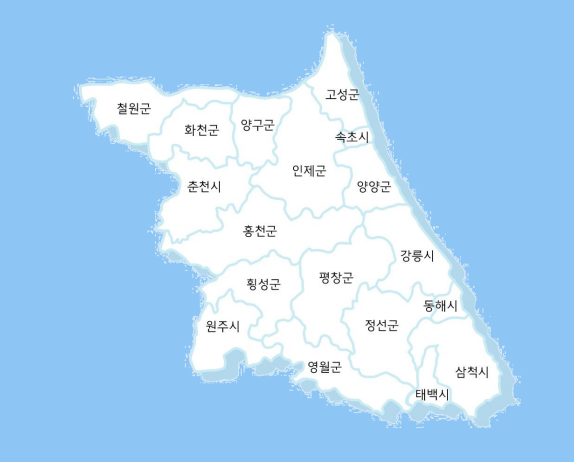 고성군
철원군
양구군
화천군
속초시
인제군
춘천시
양양군
홍천군
강릉시
평창군
횡성군
동해시
정선군
원주시
영월군
삼척시
태백시